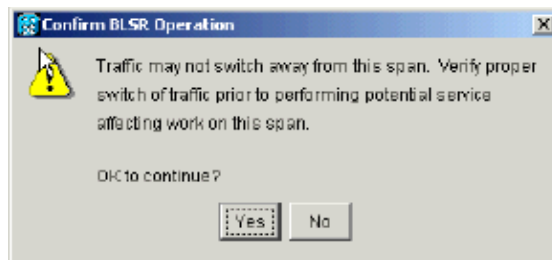 Confirm BLSR Operation
Traffic may not switch away from this span. Verify proper
switch of traffic prior to performing potential service
affecting work on this span.
OK to continue?
Yes No